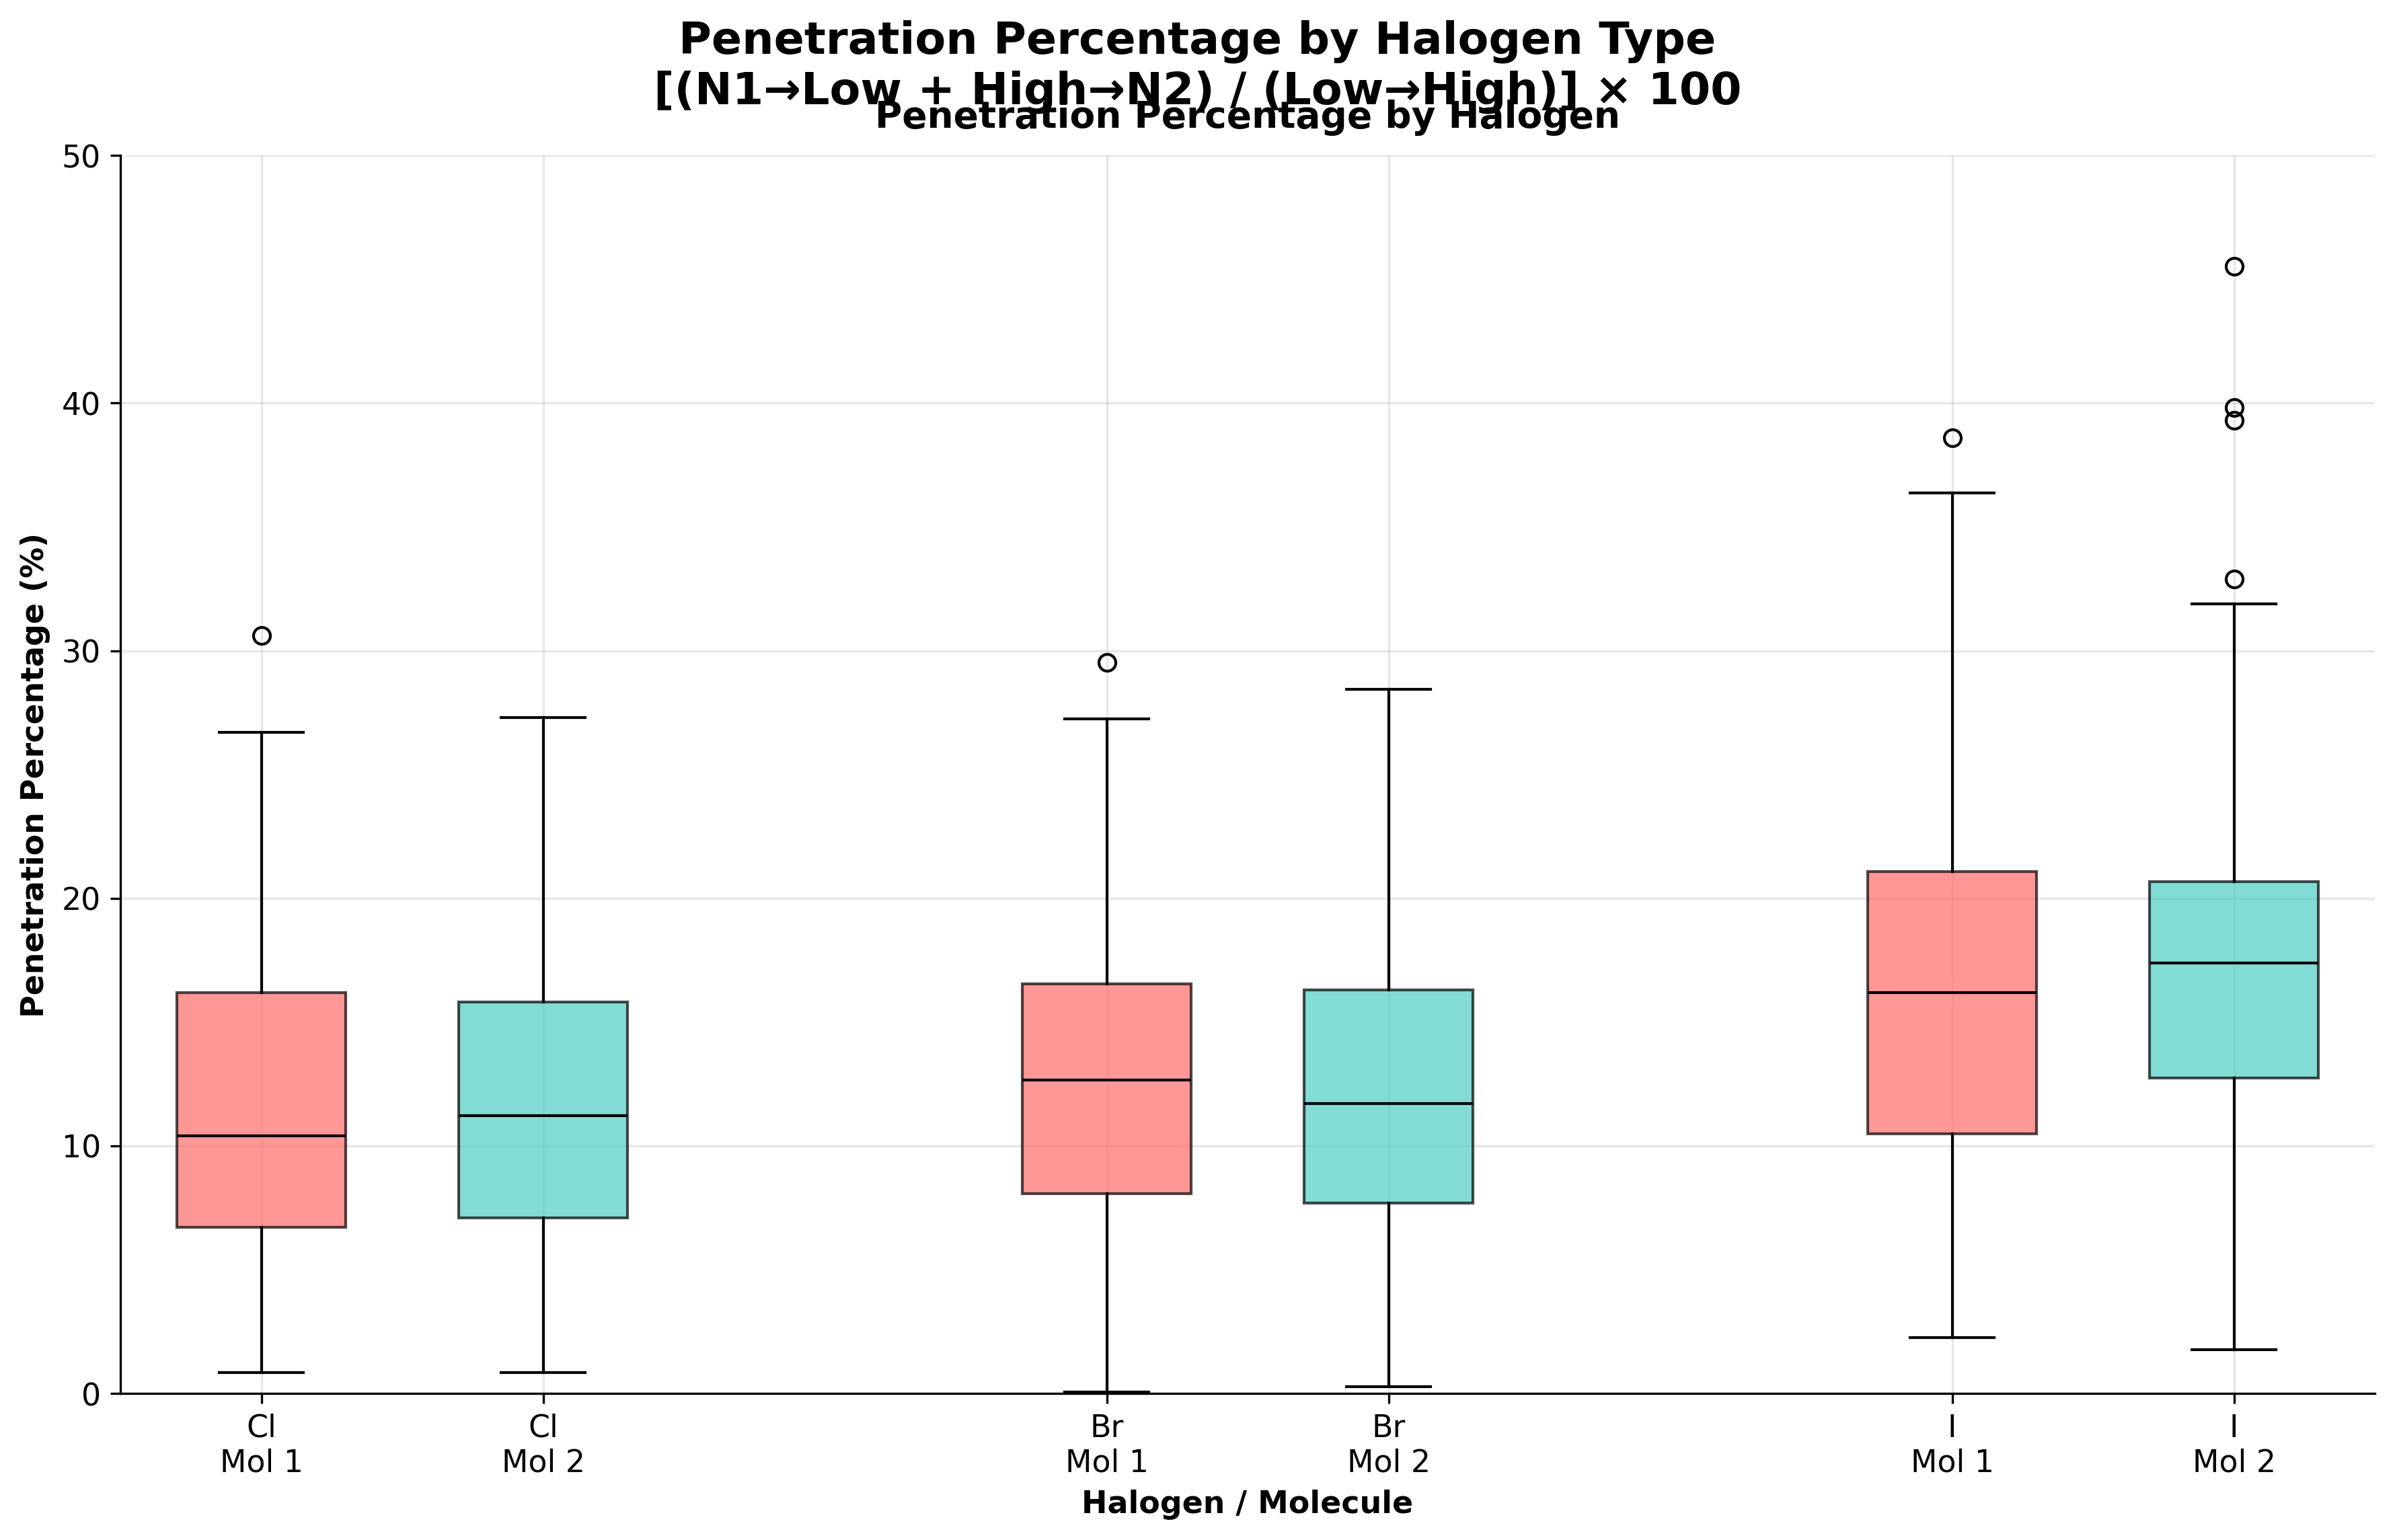 Penetration Percentage by Halogen Type
[(N1→Low + High→N2) / (Low→High)] × 100
Penetration Percentage by Halogen
50
40
30
20
10
0
Penetration Percentage (%)
Cl Cl Br Br I I
Mol 1 Mol 2 Mol 1 Mol 2 Mol 1 Mol 2
Halogen / Molecule